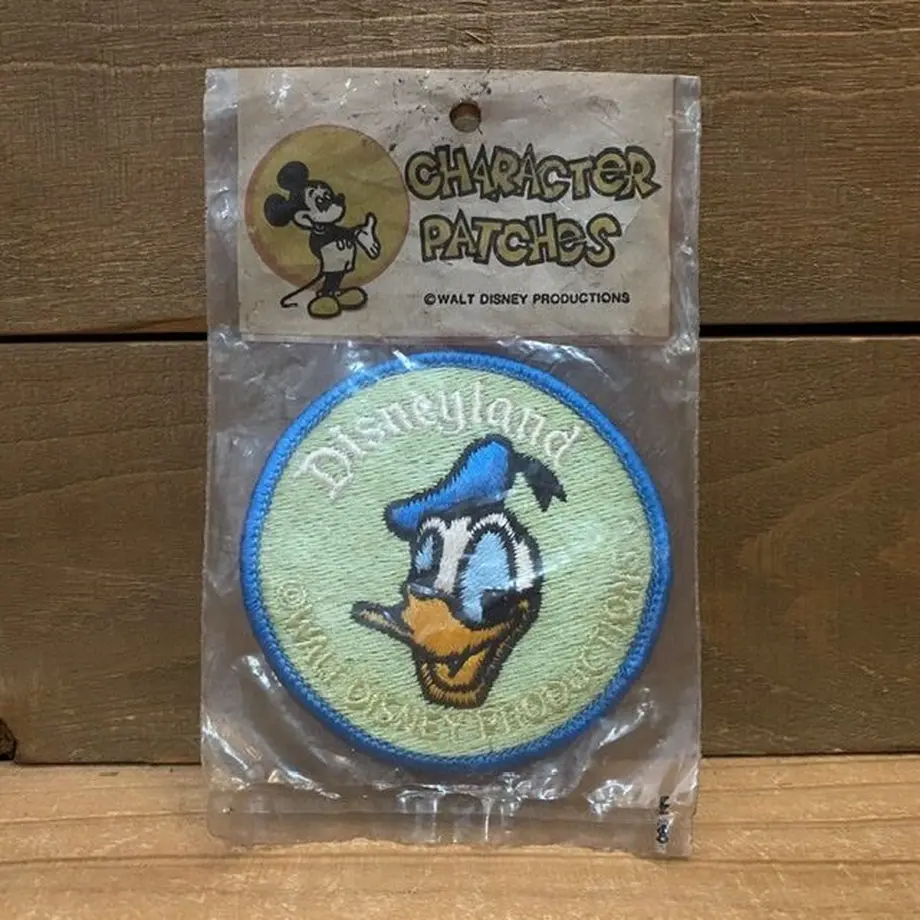 CHARACTER
PATCHES
©WALT DISNEY PRODUCTIONS
Disneyland
©WALT DISNEY PRODUCTIONS